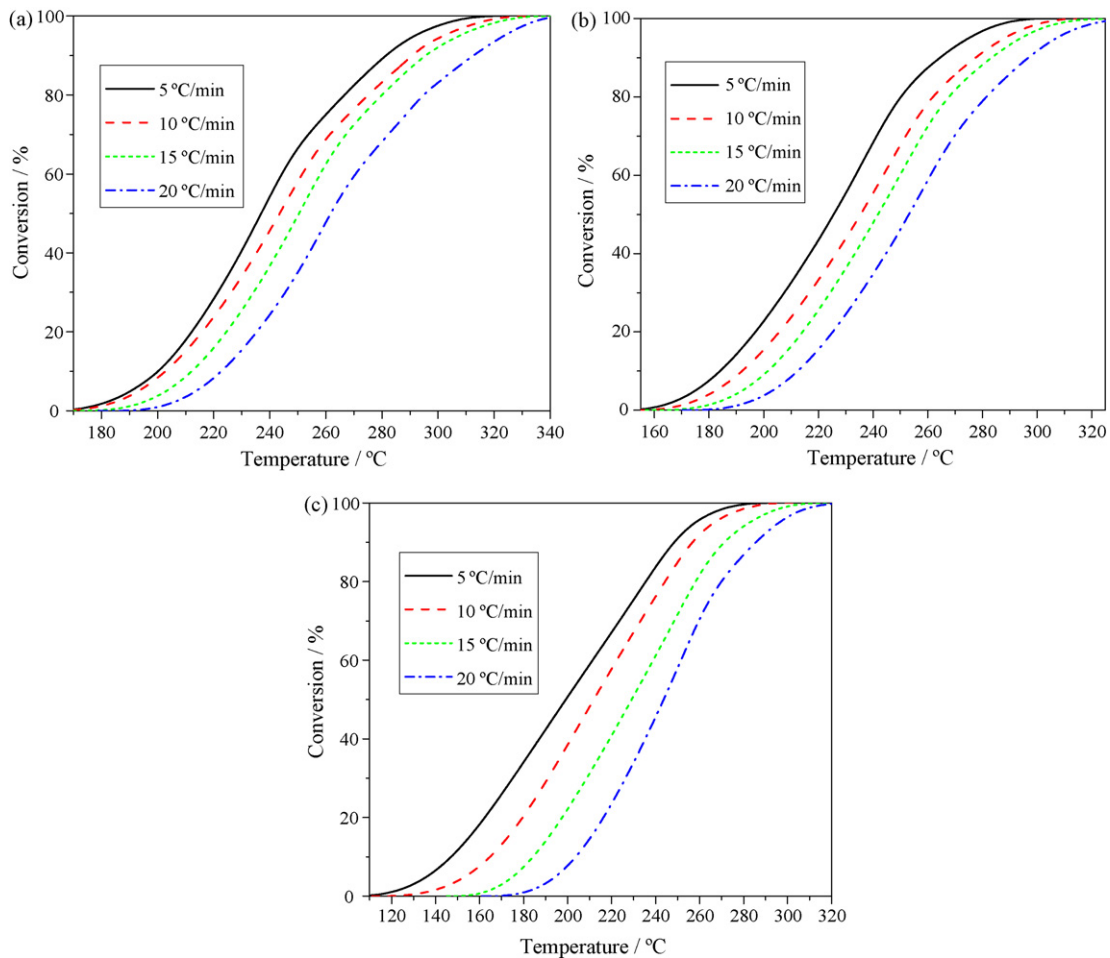 (a)
100
80
60
40
20
0
Conversion / %
5 ºC/min
10 ºC/min
15 ºC/min
20 ºC/min
180 200 220 240 260 280 300 320 340
Temperature / ºC
(b)
100
80
60
40
20
0
Conversion / %
5 ºC/min
10 ºC/min
15 ºC/min
20 ºC/min
160 180 200 220 240 260 280 300 320
Temperature / ºC
(c)
100
80
60
40
20
0
Conversion / %
5 ºC/min
10 ºC/min
15 ºC/min
20 ºC/min
120 140 160 180 200 220 240 260 280 300 320
Temperature / ºC